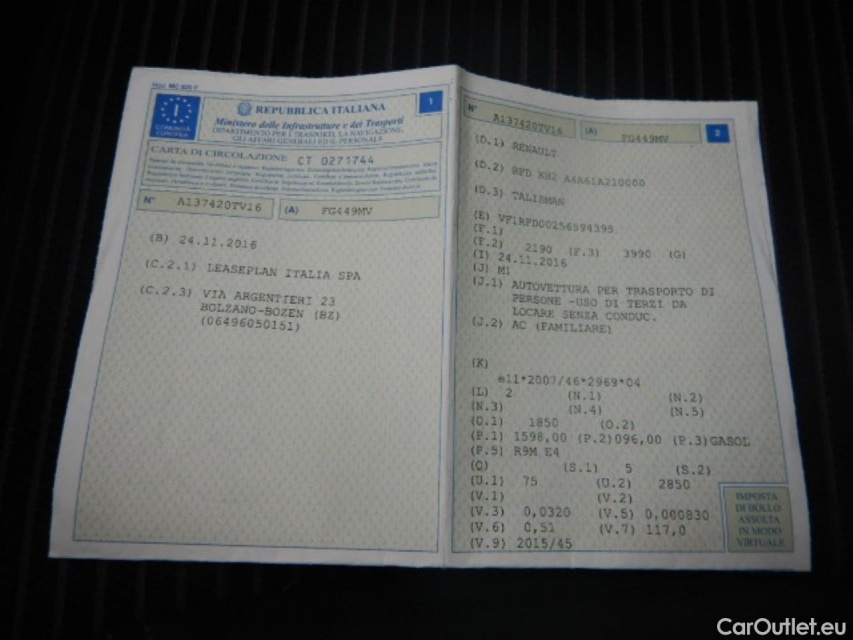 Mod. MC 820 F
I
COMUNITÀ
EUROPEA
REPUBBLICA ITALIANA
1
Ministero delle Infrastrutture e dei Trasporti
DIPARTIMENTO PER I TRASPORTI, LA NAVIGAZIONE,
GLI AFFARI GENERALI ED IL PERSONALE
CARTA DI CIRCOLAZIONE CT 0271744
N° A137420TV16 (A) FG449MV
(B) 24.11.2016
(C.2.1) LEASEPLAN ITALIA SPA
(C.2.3) VIA ARGENTIERI 23
BOLZANO-BOZEN (BZ)
(06496050151)
N° A137420TV16 (A) FG449MV 2
(D.1) RENAULT
(D.2) RFD KH2 A4A61A210000
(D.3) TALISMAN
(E) VF1RFD00256594395
(F.1)
(F.2) 2190 (F.3) 3990 (G)
(I) 24.11.2016
(J) M1
(J.1) AUTOVETTURA PER TRASPORTO DI
PERSONE -USO DI TERZI DA
LOCARE SENZA CONDUC.
(J.2) AC (FAMILIARE)
(K)
e11*2007/46*2969*04
(L) 2 (N.1) (N.2)
(N.3) (N.4) (N.5)
(O.1) 1850 (O.2)
(P.1) 1598,00 (P.2)096,00 (P.3)GASOL
(P.5) R9M E4
(Q) (S.1) 5 (S.2)
(U.1) 75 (U.2) 2850
(V.1) (V.2)
(V.3) 0,0320 (V.5) 0,000830
(V.6) 0,51 (V.7) 117,0
(V.9) 2015/45
IMPOSTA
DI BOLLO
ASSOLTA
IN MODO
VIRTUALE
CarOutlet.eu